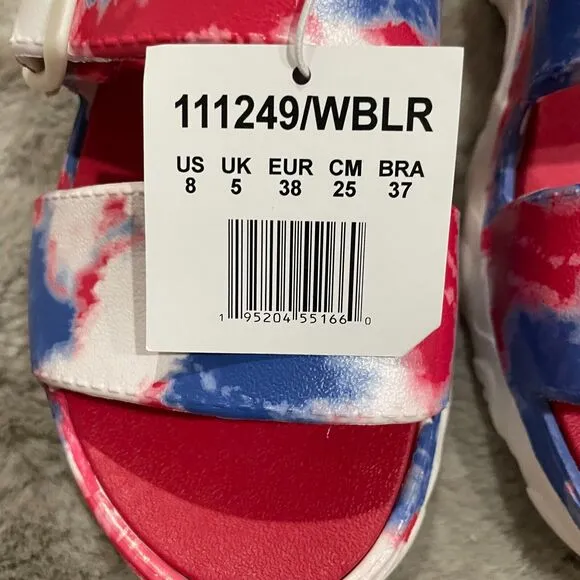 111249/WBLR
US UK EUR CM BRA
8 5 38 25 37
1 95204 55166 0